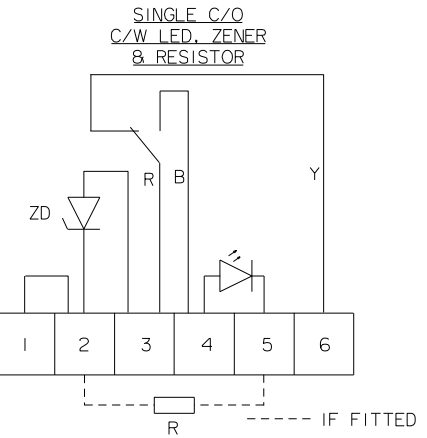 SINGLE C/O
C/W LED, ZENER
& RESISTOR
R
B
Y
ZD
1 2 3 4 5 6
R
IF FITTED